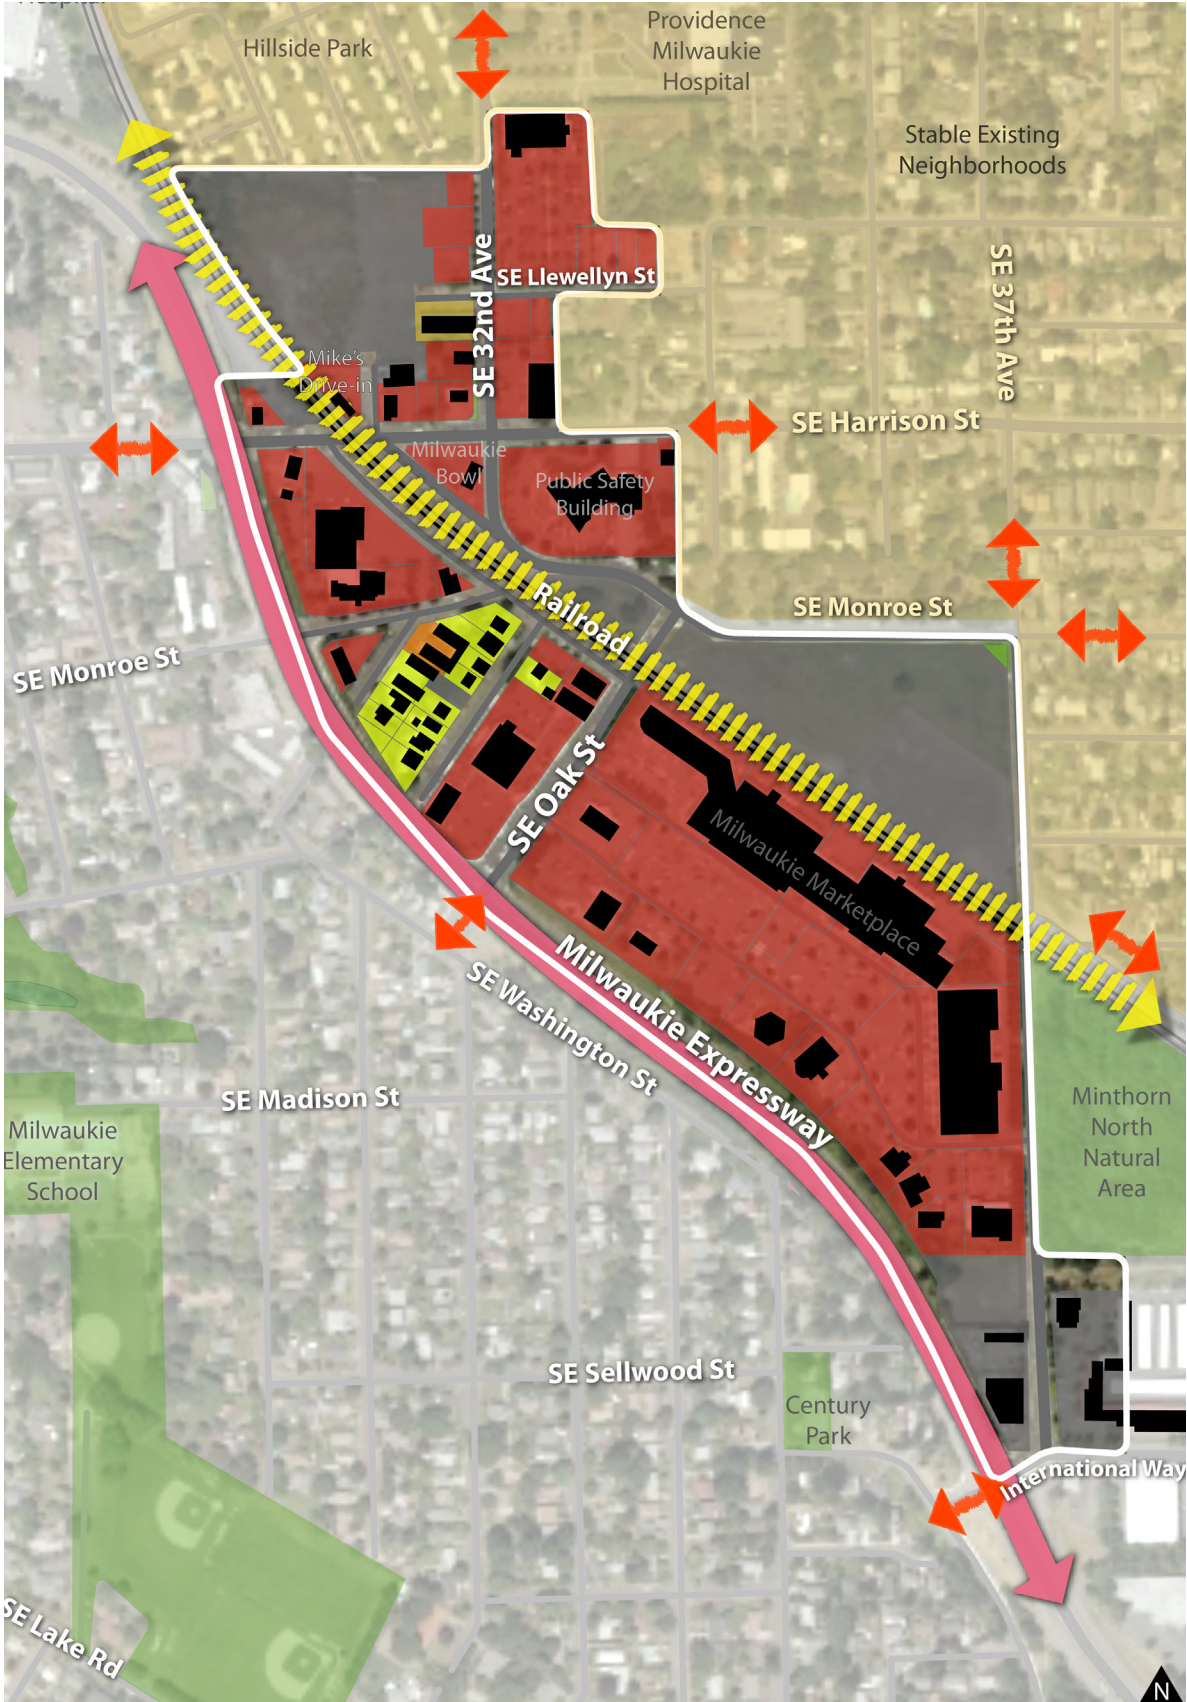 Hospital
Hillside Park
Providence
Milwaukie
Hospital
Stable Existing
Neighborhoods
SE 32nd Ave
SE Llewellyn St
SE 37th Ave
Mike's
Drive-in
SE Harrison St
Milwaukie
Bowl
Public Safety
Building
Railroad
SE Monroe St
SE Monroe St
SE Oak St
Milwaukie Marketplace
Milwaukie Expressway
SE Washington St
SE Madison St
Milwaukie
Elementary
School
Minthorn
North
Natural
Area
SE Sellwood St
Century
Park
International Way
SE Lake Rd
N